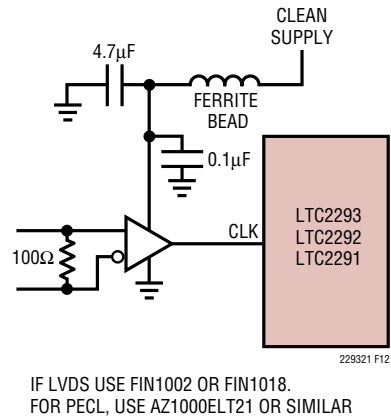 CLEAN
SUPPLY
4.7µF
FERRITE
BEAD
0.1µF
100Ω
CLK
LTC2293
LTC2292
LTC2291
229321 F12
IF LVDS USE FIN1002 OR FIN1018.
FOR PECL, USE AZ1000ELT21 OR SIMILAR